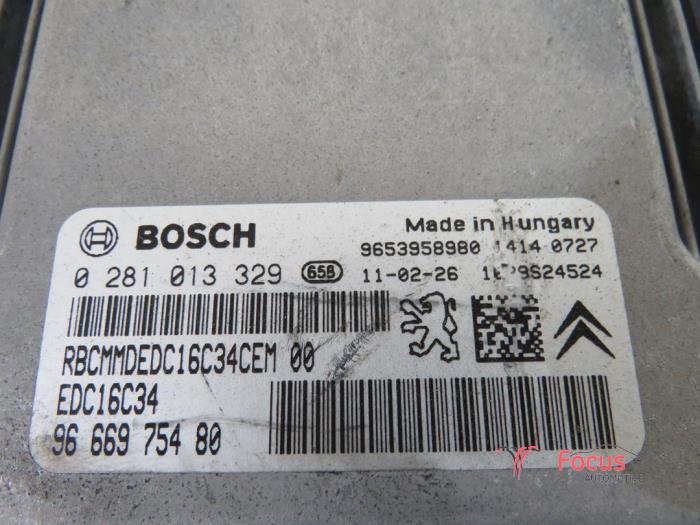 BOSCH
Made in Hungary
9653958980 1414 0727
0 281 013 329 658 11-02-26
RBCMMDEDC16C34CEM 00
EDC16C34
96 669 754 80
Focus
AUTOMOTIVE